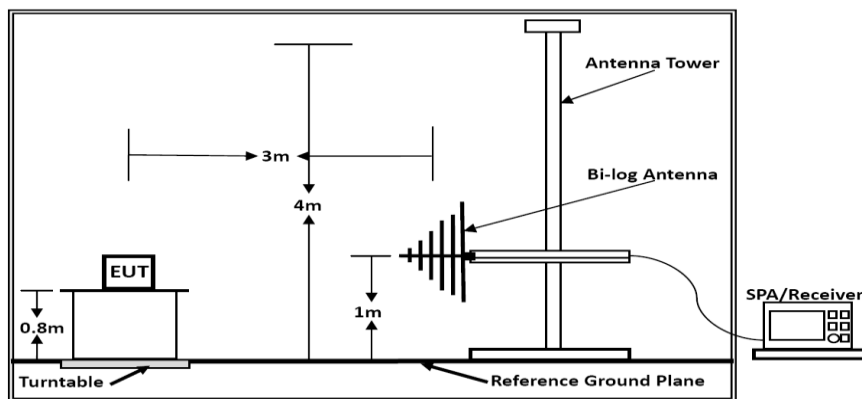 Antenna Tower
3m
Bi-log Antenna
4m
EUT
SPA/Receiver
0.8m
1m
Turntable
Reference Ground Plane